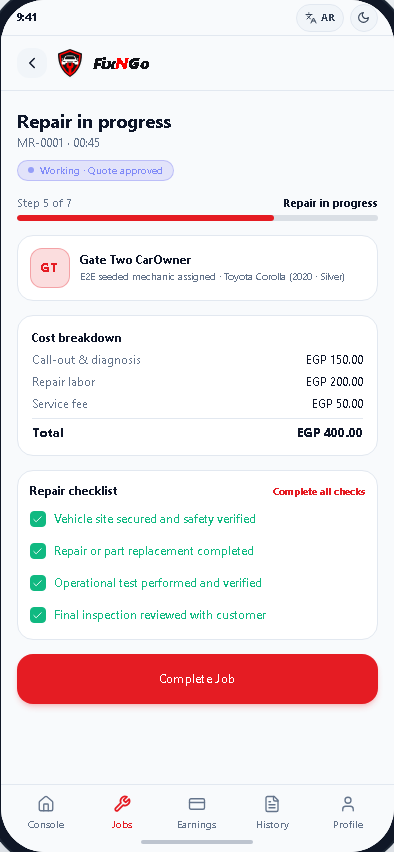 9:41
AR
FixNGo
Repair in progress
MR-0001 · 00:45
Working · Quote approved
Step 5 of 7
Repair in progress
GT
Gate Two CarOwner
E2E seeded mechanic assigned · Toyota Corolla (2020 · Silver)
Cost breakdown
Call-out & diagnosis EGP 150.00
Repair labor EGP 200.00
Service fee EGP 50.00
Total EGP 400.00
Repair checklist
Complete all checks
Vehicle site secured and safety verified
Repair or part replacement completed
Operational test performed and verified
Final inspection reviewed with customer
Complete Job
Console Jobs Earnings History Profile